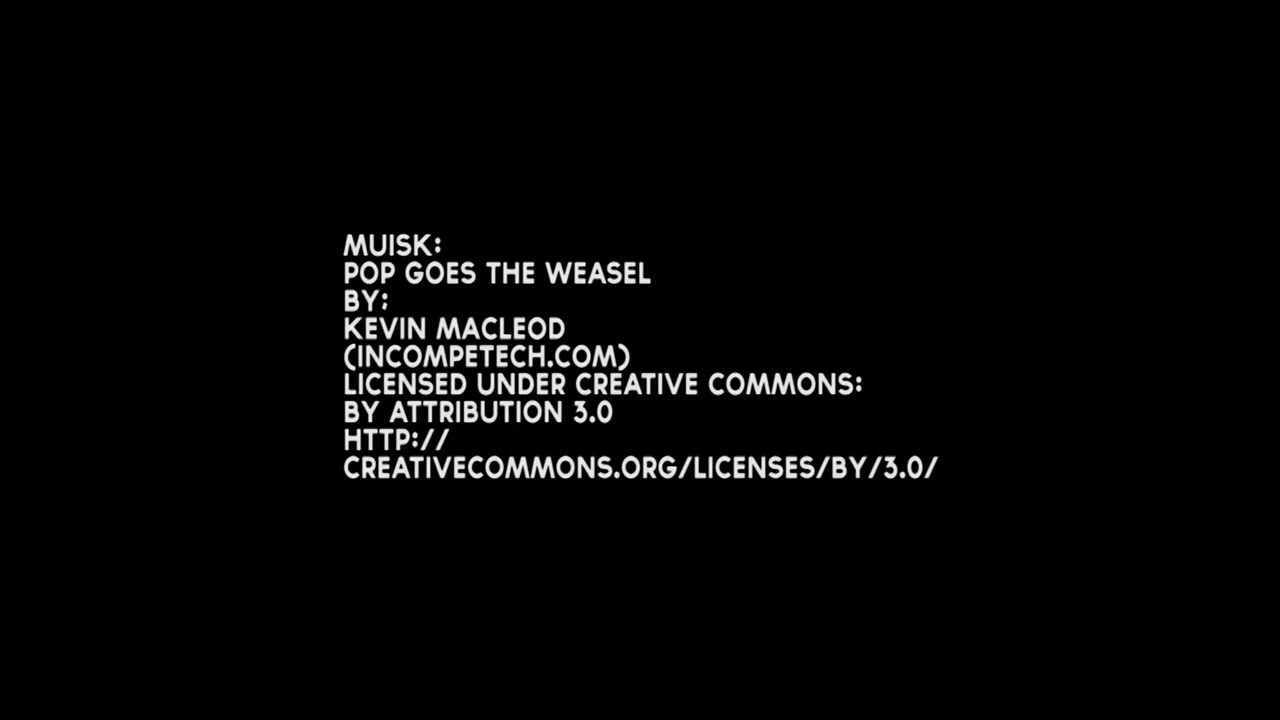 MUISK:
POP GOES THE WEASEL
BY:
KEVIN MACLEOD
(INCOMPETECH.COM)
LICENSED UNDER CREATIVE COMMONS:
BY ATTRIBUTION 3.0
HTTP://
CREATIVECOMMONS.ORG/LICENSES/BY/3.0/